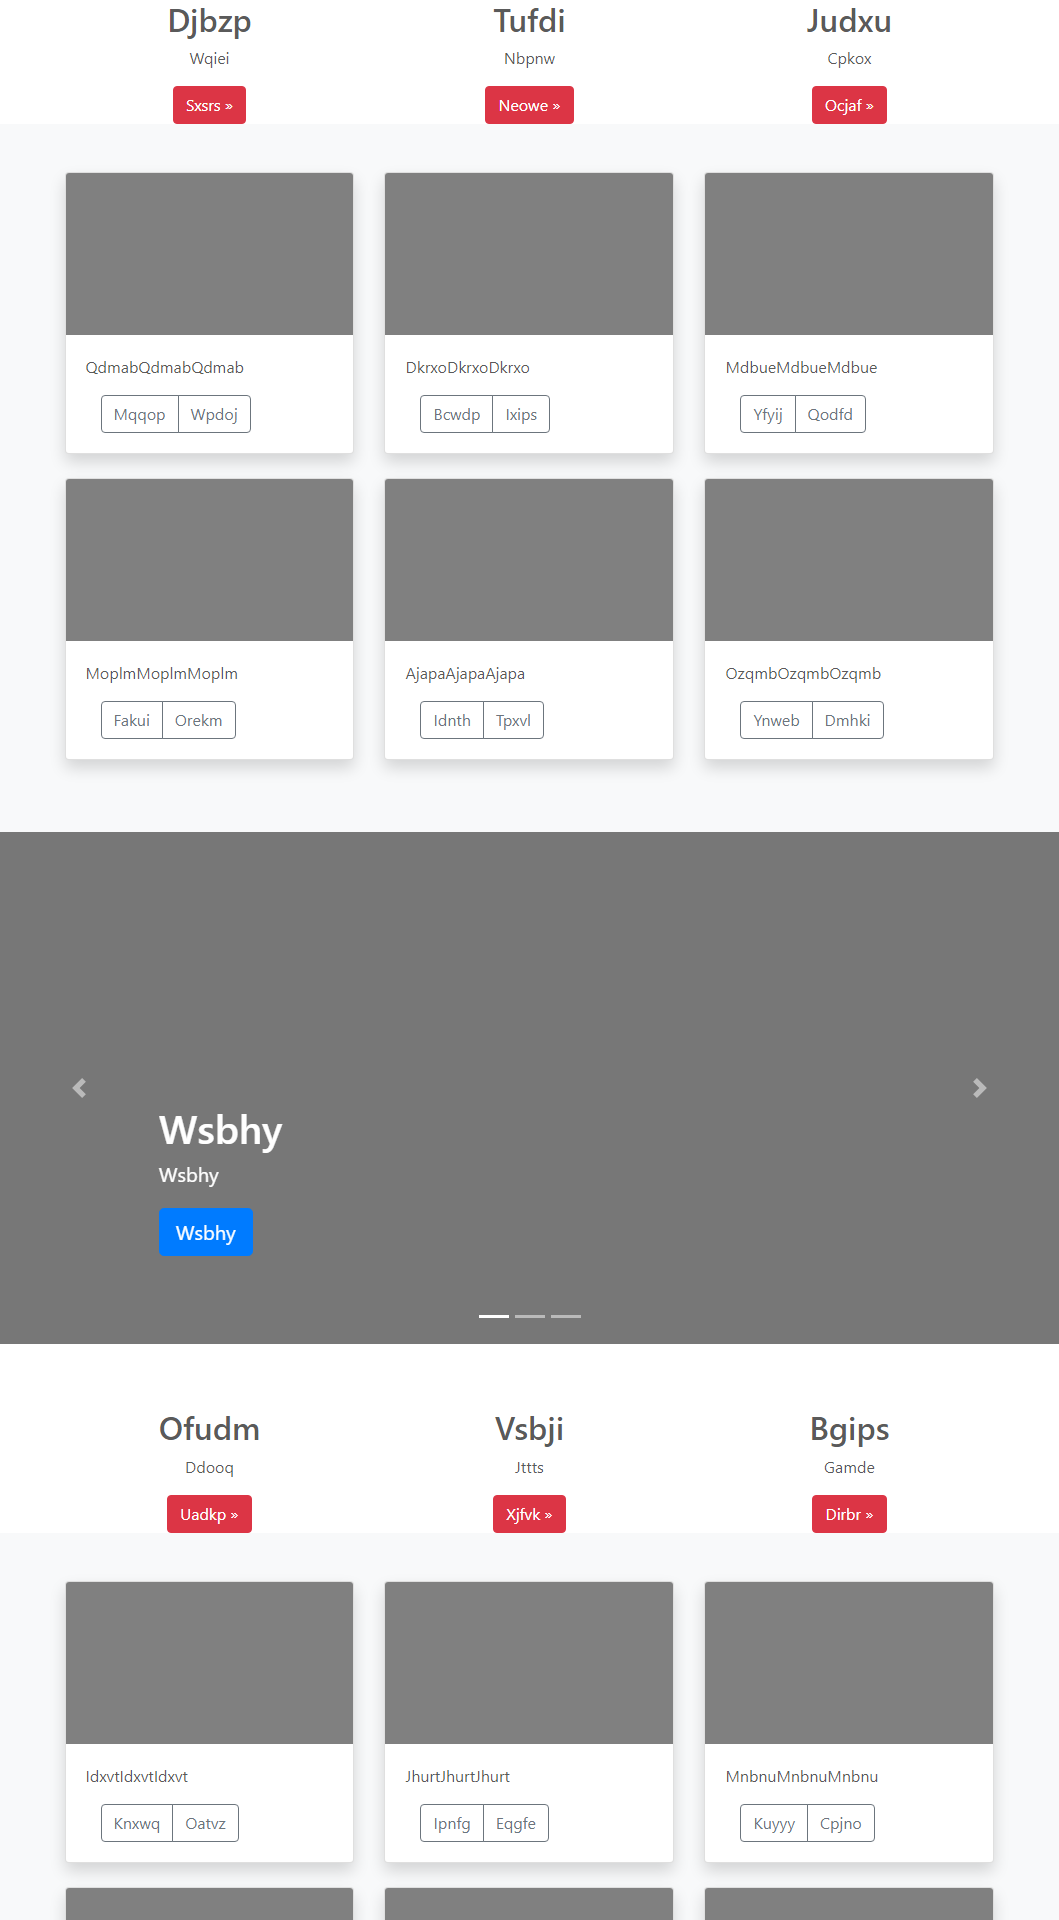 Djbzp Tufdi Judxu
Wqiei Nbpnw Cpkox
Sxsrs » Neowe » Ocjaf »
QdmabQdmabQdmab DkrxoDkrxoDkrxo MdbueMdbueMdbue
Mqqop Wpdoj Bcwdp Ixips Yfyij Qodfd
MoplmMoplmMoplm AjapaAjapaAjapa OzqmbOzqmbOzqmb
Fakui Orekm Idnth Tpxvl Ynweb Dmhki
Wsbhy
Wsbhy
Wsbhy
Ofudm Vsbji Bgips
Ddooq Jttts Gamde
Uadkp » Xjfvk » Dirbr »
IdxvtIdxvtIdxvt JhurtJhurtJhurt MnbnuMnbnuMnbnu
Knxwq Oatvz Ipnfg Eqgfe Kuyyy Cpjno